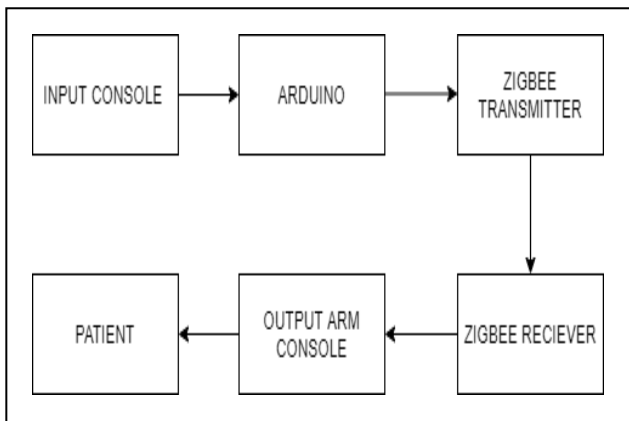 INPUT CONSOLE
ARDUINO
ZIGBEE
TRANSMITTER
PATIENT
OUTPUT ARM
CONSOLE
ZIGBEE RECIEVER